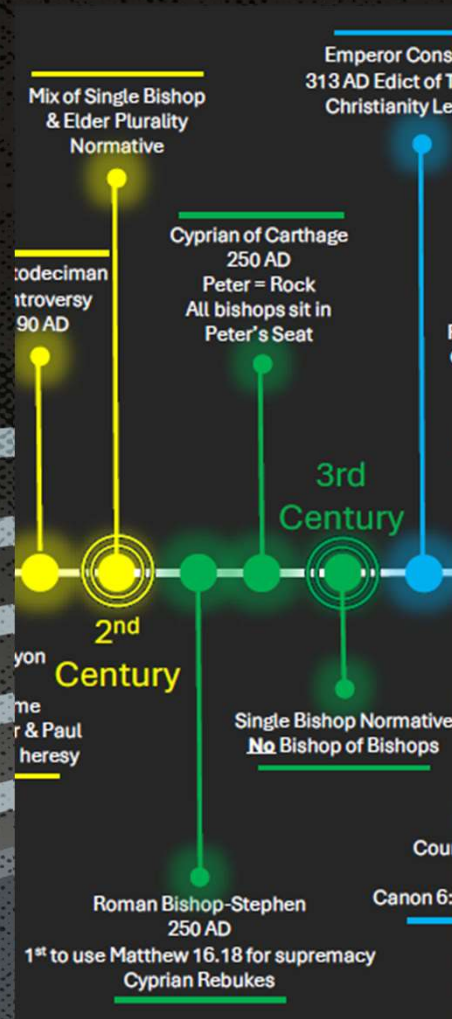 Emperor Cons
313 AD Edict of T
Christianity Le
Mix of Single Bishop
& Elder Plurality
Normative
Cyprian of Carthage
250 AD
Peter = Rock
All bishops sit in
Peter's Seat
todeciman
ntroversy
90 AD
3rd
Century
2nd
Century
yon
me
r & Paul
heresy
Single Bishop Normative
No Bishop of Bishops
Cou
Canon 6:
Roman Bishop-Stephen
250 AD
1st to use Matthew 16.18 for supremacy
Cyprian Rebukes